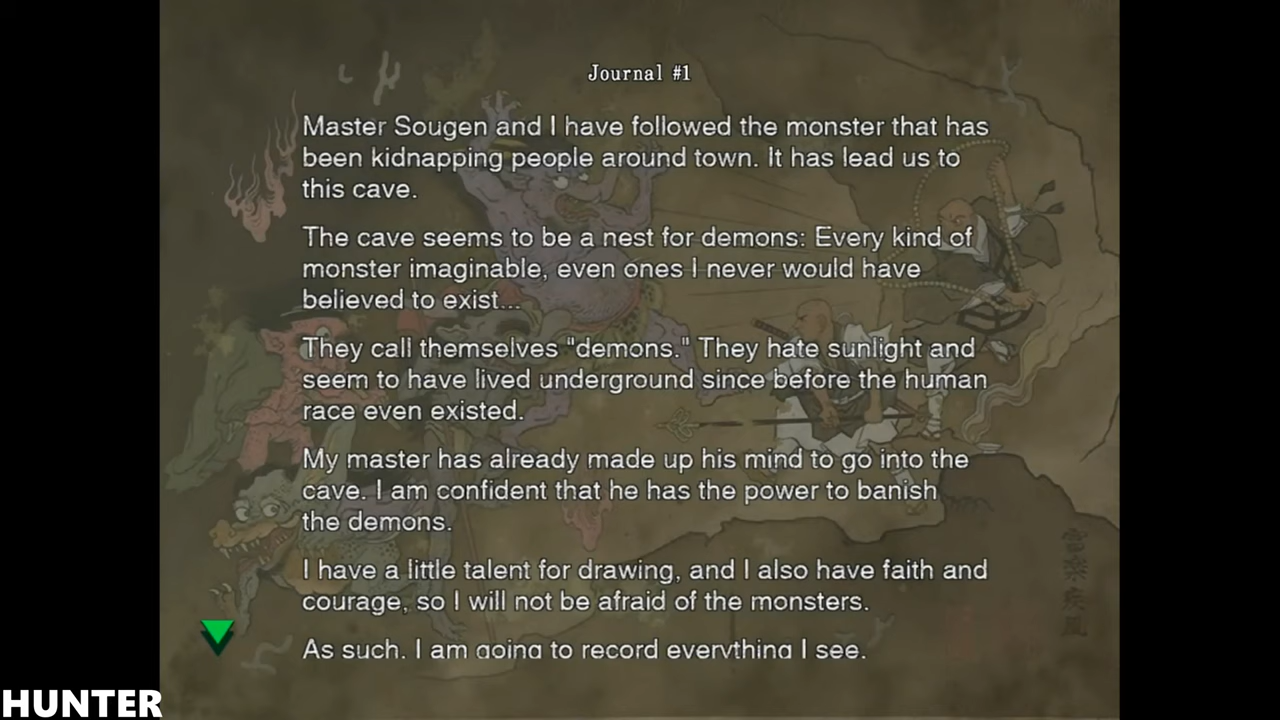 Journal #1
Master Sougen and I have followed the monster that has
been kidnapping people around town. It has lead us to
this cave.
The cave seems to be a nest for demons: Every kind of
monster imaginable, even ones I never would have
believed to exist...
They call themselves "demons." They hate sunlight and
seem to have lived underground since before the human
race even existed.
My master has already made up his mind to go into the
cave. I am confident that he has the power to banish
the demons.
I have a little talent for drawing, and I also have faith and
courage, so I will not be afraid of the monsters.
As such, I am going to record everything I see.
HUNTER